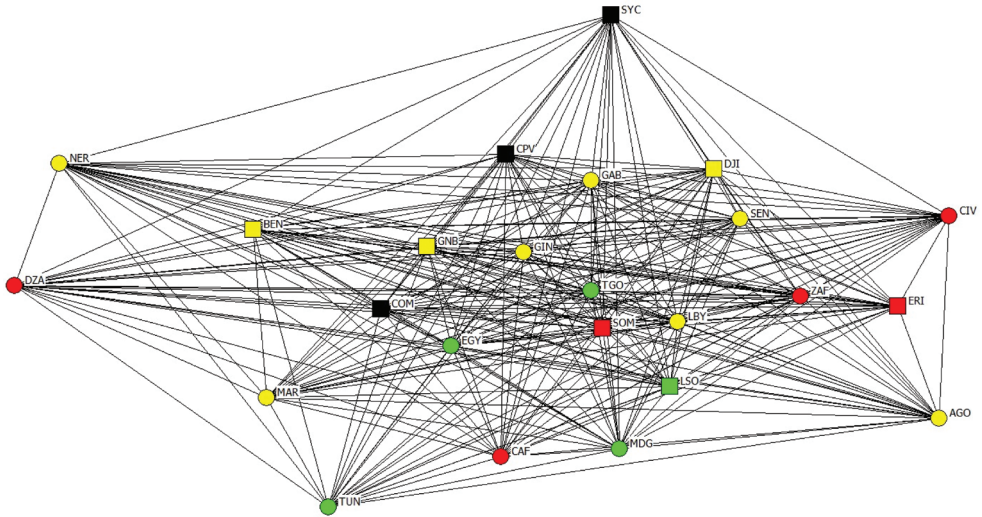 SYC
CPV
NER
DJI
GAB
CIV
SEN
BEN
GNB
GIN
DZA
TGO
ZAF
COM
ERI
LBY
SOM
EGY
LSO
MAR
AGO
MDG
CAF
TUN